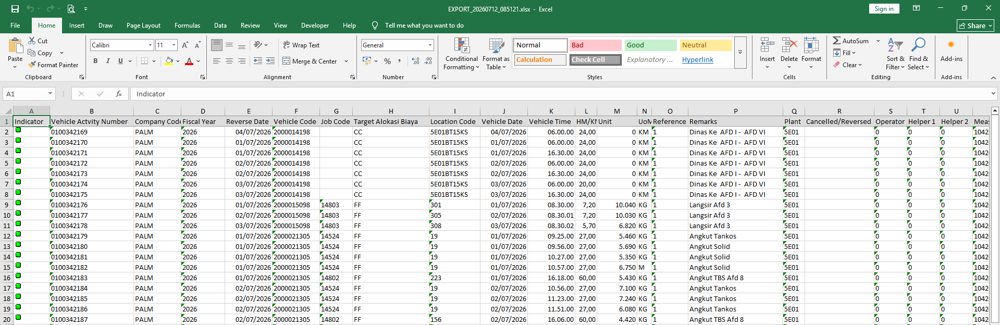 EXPORT_20260712_085121.xlsx - Excel
Sign in
File Home Insert Draw Page Layout Formulas Data Review View Developer Help Tell me what you want to do
Share
Paste
Cut
Copy
Format Painter
Clipboard
Calibri 11
B I U
Font
Wrap Text
Merge & Center
Alignment
General
Number
Conditional Formatting
Format as Table
Normal Bad Good Neutral
Calculation Check Cell Explanatory ... Hyperlink
Styles
Insert Delete Format
Cells
AutoSum
Fill
Clear
Sort & Filter
Find & Select
Editing
Add-ins
Add-ins
A1 fx Indicator
A B C D E F G H I J K L M N O P Q R S T U
1 Indicator Vehicle Actvity Number Company Code Fiscal Year Reverse Date Vehicle Code Job Code Target Alokasi Biaya Location Code Vehicle Date Vehicle Time HM/KM Unit UoM Reference Remarks Plant Cancelled/Reversed Operator Helper 1 Helper 2 Meas
2 0100342169 PALM 2026 04/07/2026 2000014198 CC 5E01BT15KS 04/07/2026 06.00.00 24,00 0 KM 1 Dinas Ke AFD I - AFD VI 5E01 0 0 0 1042
3 0100342170 PALM 2026 01/07/2026 2000014198 CC 5E01BT15KS 01/07/2026 06.00.00 24,00 0 KM 1 Dinas Ke AFD I - AFD VI 5E01 0 0 0 1042
4 0100342171 PALM 2026 01/07/2026 2000014198 CC 5E01BT15KS 01/07/2026 16.30.00 24,00 0 KM 1 Dinas Ke AFD I - AFD VI 5E01 0 0 0 1042
5 0100342172 PALM 2026 02/07/2026 2000014198 CC 5E01BT15KS 02/07/2026 06.00.00 24,00 0 KM 1 Dinas Ke AFD I - AFD VI 5E01 0 0 0 1042
6 0100342173 PALM 2026 02/07/2026 2000014198 CC 5E01BT15KS 02/07/2026 16.30.00 24,00 0 KM 1 Dinas Ke AFD I - AFD VI 5E01 0 0 0 1042
7 0100342174 PALM 2026 03/07/2026 2000014198 CC 5E01BT15KS 03/07/2026 06.00.00 20,00 0 KM 1 Dinas Ke AFD I - AFD VI 5E01 0 0 0 1042
8 0100342175 PALM 2026 03/07/2026 2000014198 CC 5E01BT15KS 03/07/2026 16.30.00 24,00 0 KM 1 Dinas Ke AFD I - AFD VI 5E01 0 0 0 1042
9 0100342176 PALM 2026 01/07/2026 2000015098 14803 FF 301 01/07/2026 08.30.00 7,20 10.040 KG 1 Langsir Afd 3 5E01 0 0 0 1042
10 0100342177 PALM 2026 02/07/2026 2000015098 14803 FF 305 02/07/2026 08.30.01 7,20 10.030 KG 1 Langsir Afd 3 5E01 0 0 0 1042
11 0100342178 PALM 2026 03/07/2026 2000015098 14803 FF 308 03/07/2026 08.30.02 5,70 6.820 KG 1 Langsir Afd 3 5E01 0 0 0 1042
12 0100342179 PALM 2026 01/07/2026 2000021305 14524 FF 19 01/07/2026 09.25.00 27,00 5.460 KG 1 Angkut Tankos 5E01 0 0 0 1042
13 0100342180 PALM 2026 01/07/2026 2000021305 14524 FF 19 01/07/2026 09.56.00 27,00 5.690 KG 1 Angkut Solid 5E01 0 0 0 1042
14 0100342181 PALM 2026 01/07/2026 2000021305 14524 FF 19 01/07/2026 10.27.00 27,00 5.350 KG 1 Angkut Solid 5E01 0 0 0 1042
15 0100342182 PALM 2026 01/07/2026 2000021305 14524 FF 19 01/07/2026 10.57.00 27,00 6.750 M 1 Angkut Solid 5E01 0 0 0 1042
16 0100342183 PALM 2026 01/07/2026 2000021305 14802 FF 223 01/07/2026 16.18.00 60,00 5.430 KG 1 Angkut TBS Afd 8 5E01 0 0 0 1042
17 0100342184 PALM 2026 02/07/2026 2000021305 14524 FF 19 02/07/2026 10.56.00 27,00 7.100 KG 1 Angkut Tankos 5E01 0 0 0 1042
18 0100342185 PALM 2026 02/07/2026 2000021305 14524 FF 19 02/07/2026 11.23.00 27,00 7.240 KG 1 Angkut Tankos 5E01 0 0 0 1042
19 0100342186 PALM 2026 02/07/2026 2000021305 14524 FF 19 02/07/2026 11.51.00 27,00 6.080 KG 1 Angkut Tankos 5E01 0 0 0 1042
20 0100342187 PALM 2026 02/07/2026 2000021305 14802 FF 156 02/07/2026 16.06.00 60,00 4.420 KG 1 Angkut TBS Afd 8 5E01 0 0 0 1042